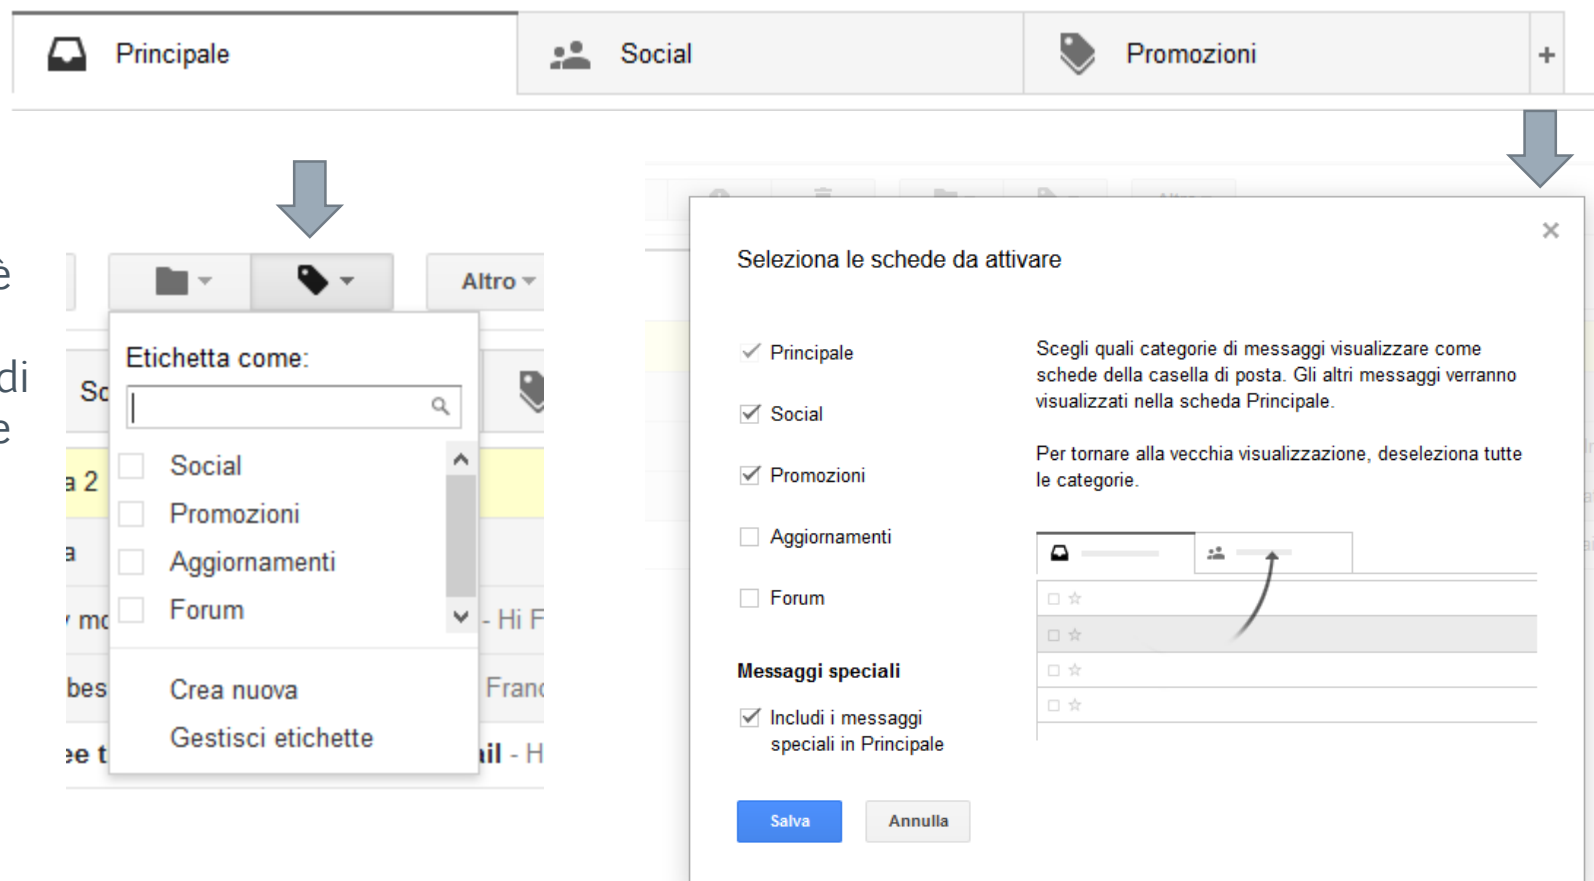 Principale
Social
Promozioni
+
è
di
e
Altro
Etichetta come:
Social
Promozioni
Aggiornamenti
Forum
Crea nuova
Gestisci etichette
a 2
a
- Hi F
bes
Franc
ee t
il - H
Seleziona le schede da attivare
Principale
Social
Promozioni
Aggiornamenti
Forum
Messaggi speciali
Includi i messaggi
speciali in Principale
Salva
Annulla
Scegli quali categorie di messaggi visualizzare come
schede della casella di posta. Gli altri messaggi verranno
visualizzati nella scheda Principale.
Per tornare alla vecchia visualizzazione, deseleziona tutte
le categorie.